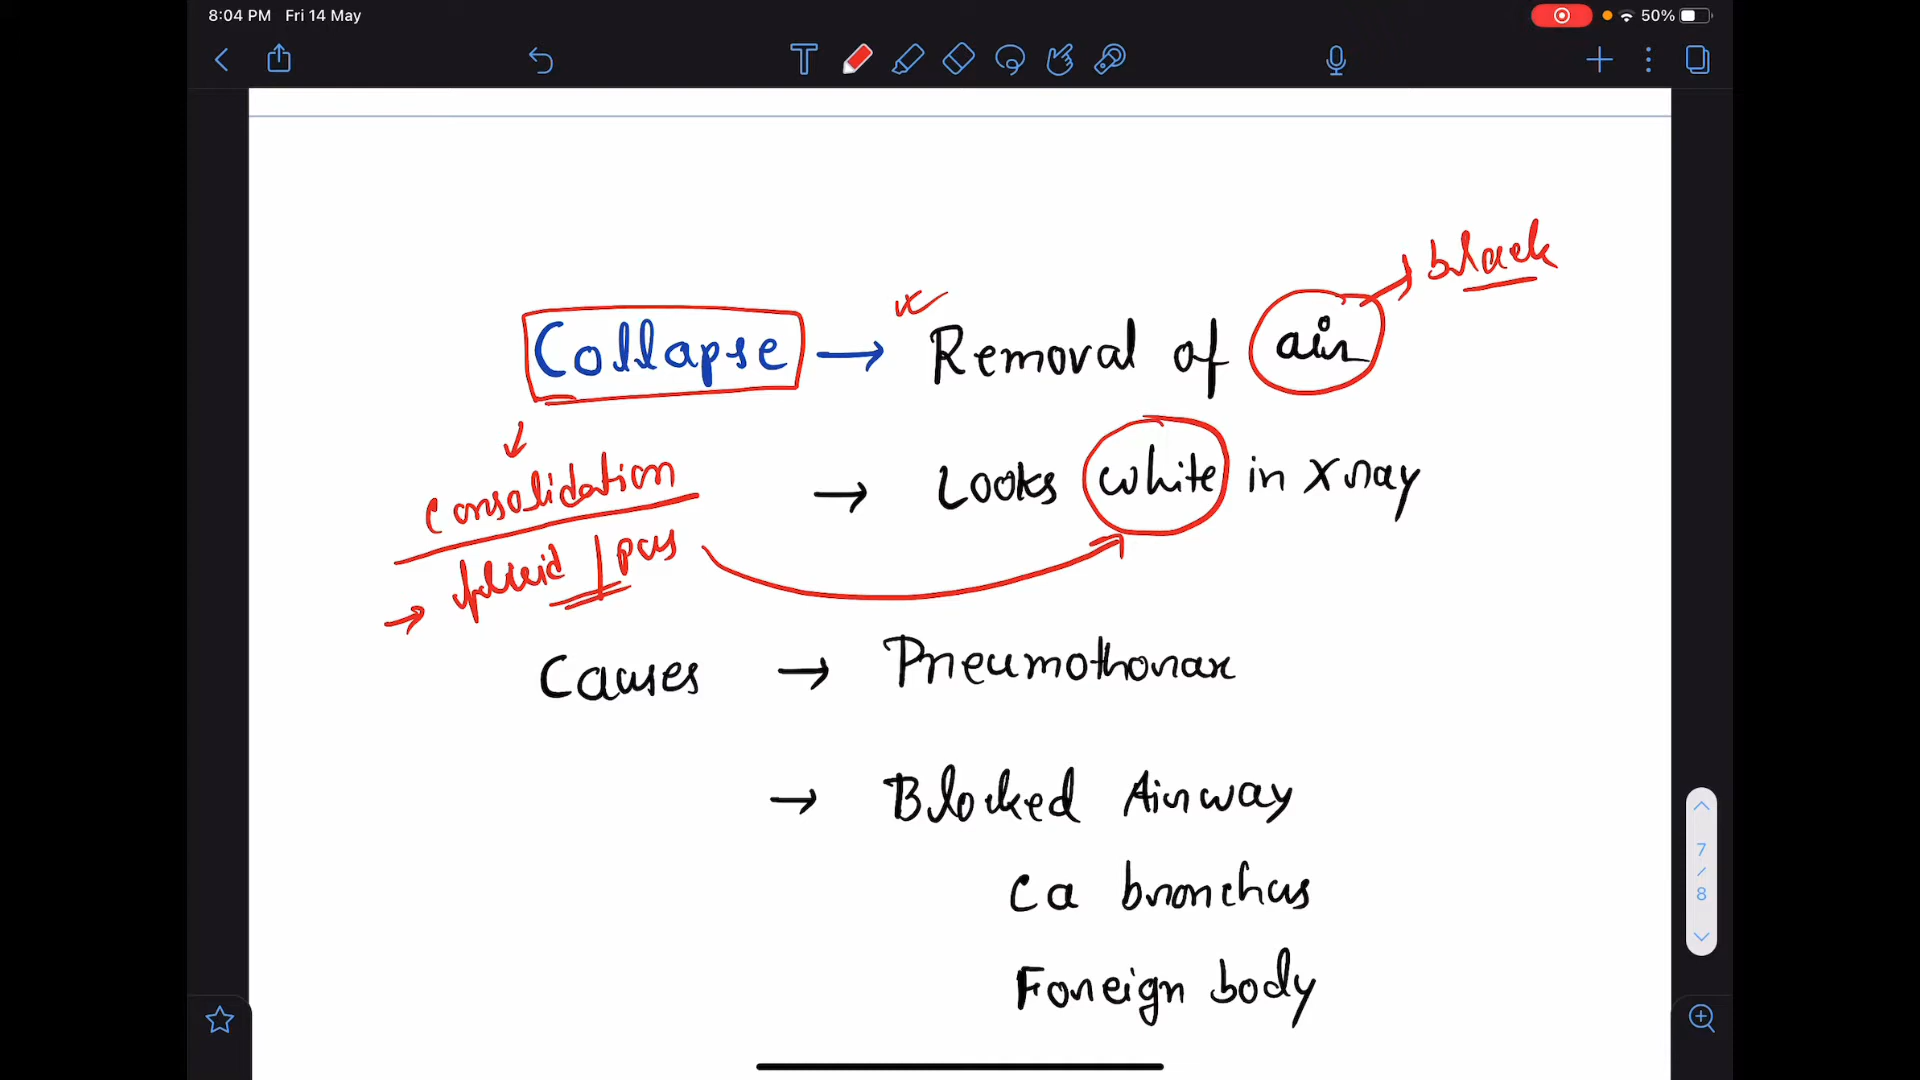 8:04 PM Fri 14 May
50%
black
Collapse → Removal of air
consolidation
→ Looks white in xray
→ fluid / pus
Causes → Pneumothorax
→ Blocked Airway
Ca bronchus
Foreign body
7
/
8